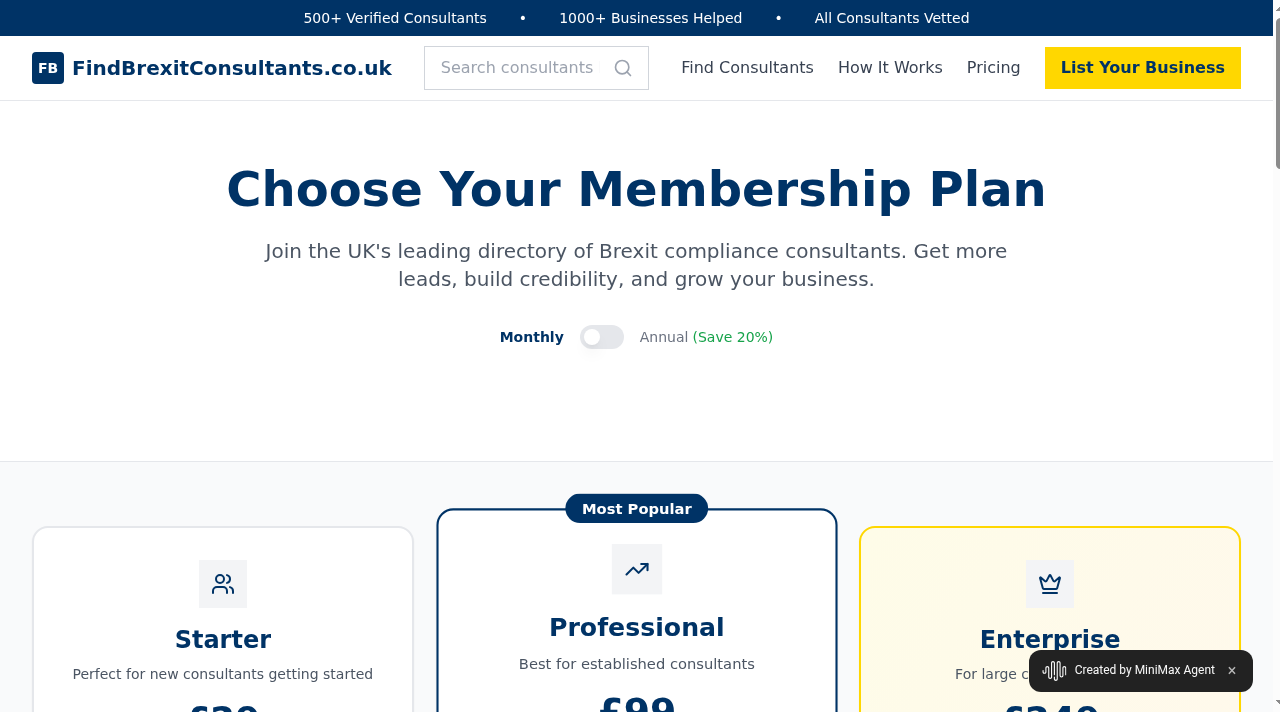 500+ Verified Consultants • 1000+ Businesses Helped • All Consultants Vetted
FB FindBrexitConsultants.co.uk Search consultants Find Consultants How It Works Pricing List Your Business
Choose Your Membership Plan
Join the UK's leading directory of Brexit compliance consultants. Get more
leads, build credibility, and grow your business.
Monthly Annual (Save 20%)
Most Popular
Starter
Perfect for new consultants getting started
Professional
Best for established consultants
£99
Enterprise
For large
Created by MiniMax Agent ×